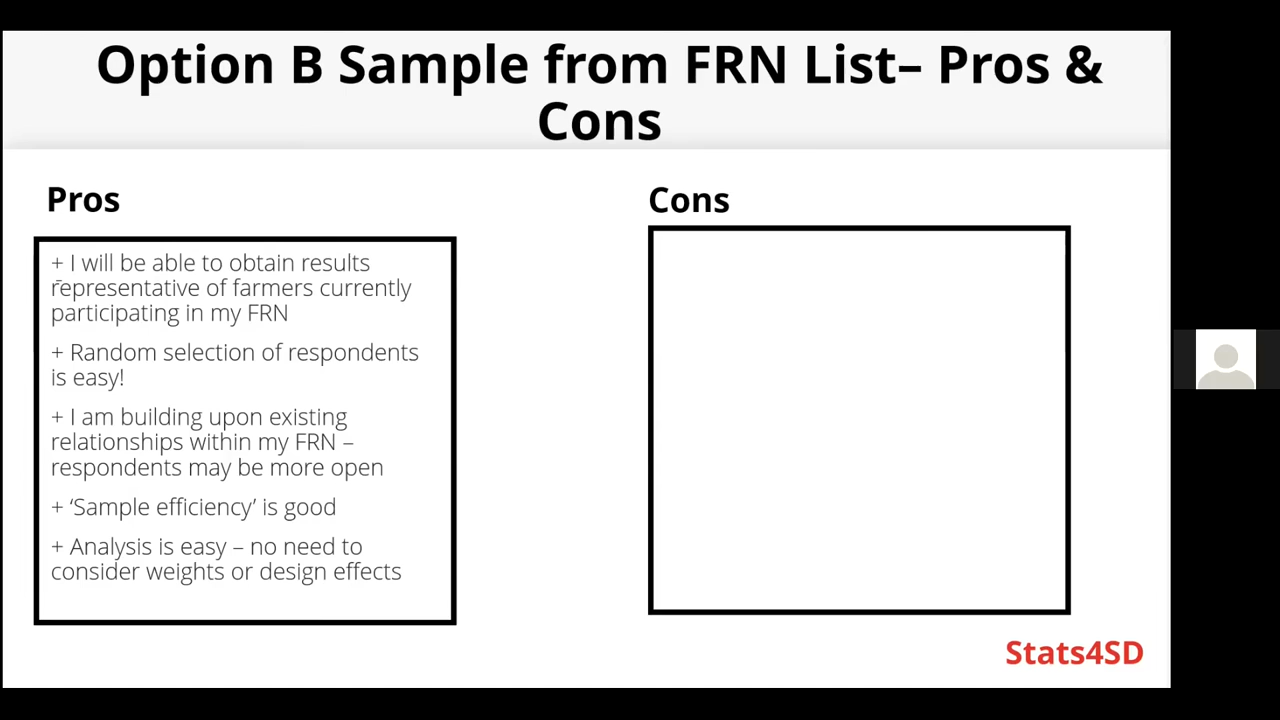 Option B Sample from FRN List– Pros &
Cons
Pros
+ I will be able to obtain results
representative of farmers currently
participating in my FRN
+ Random selection of respondents
is easy!
+ I am building upon existing
relationships within my FRN –
respondents may be more open
+ ‘Sample efficiency’ is good
+ Analysis is easy – no need to
consider weights or design effects
Cons
Stats4SD